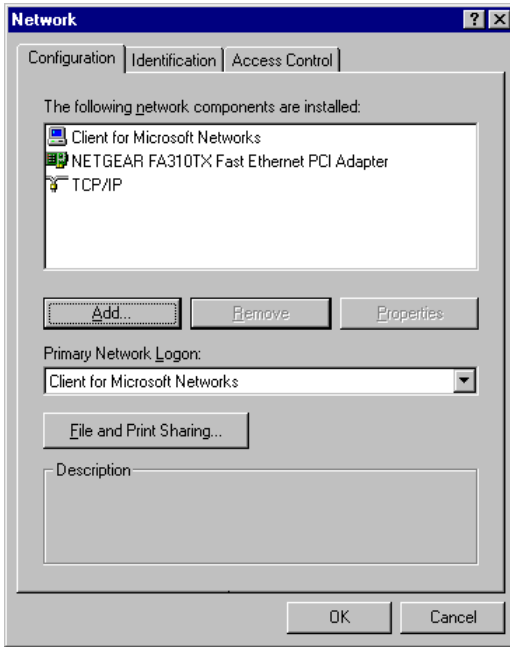 Network
Configuration Identification Access Control
The following network components are installed:
Client for Microsoft Networks
NETGEAR FA310TX Fast Ethernet PCI Adapter
TCP/IP
Add... Remove Properties
Primary Network Logon:
Client for Microsoft Networks
File and Print Sharing...
Description
OK Cancel